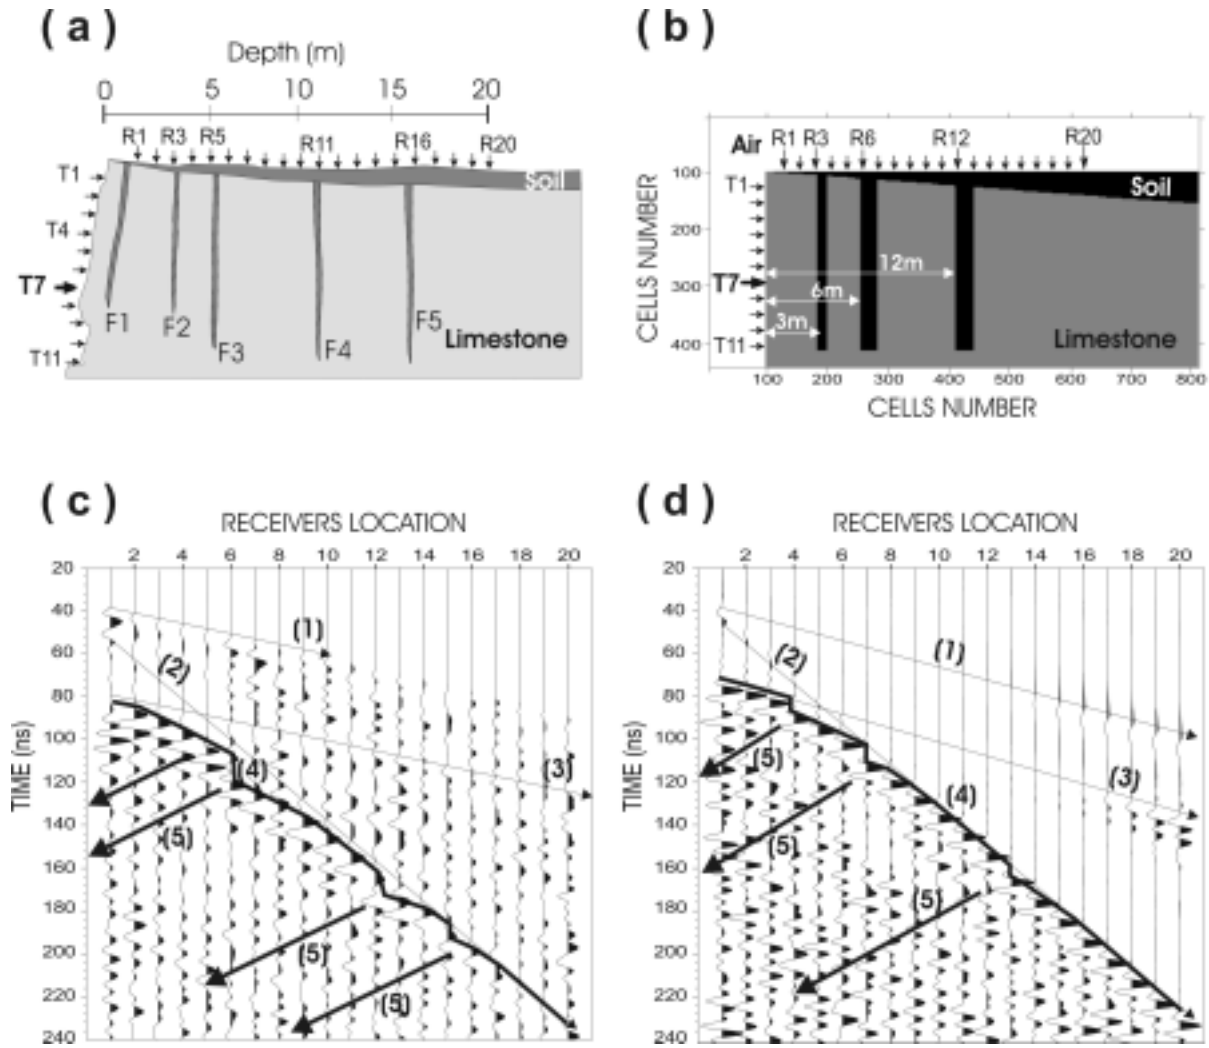 ( a )
Depth (m)
0 5 10 15 20
R1 R3 R5 R11 R16 R20
T1
Soil
T4
T7
F1 F2 F3 F4 F5
Limestone
T11
( b )
Air R1 R3 R6 R12 R20
100
T1
Soil
200
12m
T7
300
6m
3m
T11
Limestone
400
CELLS NUMBER
100 200 300 400 500 600 700 800
CELLS NUMBER
( c )
RECEIVERS LOCATION
2 4 6 8 10 12 14 16 18 20
20
40
60
80
100
120
140
160
180
200
220
240
TIME (ns)
(1)
(2)
(3)
(4)
(5)
(5)
(5)
( d )
RECEIVERS LOCATION
2 4 6 8 10 12 14 16 18 20
20
40
60
80
100
120
140
160
180
200
220
240
TIME (ns)
(1)
(2)
(3)
(5)
(4)
(5)
(5)